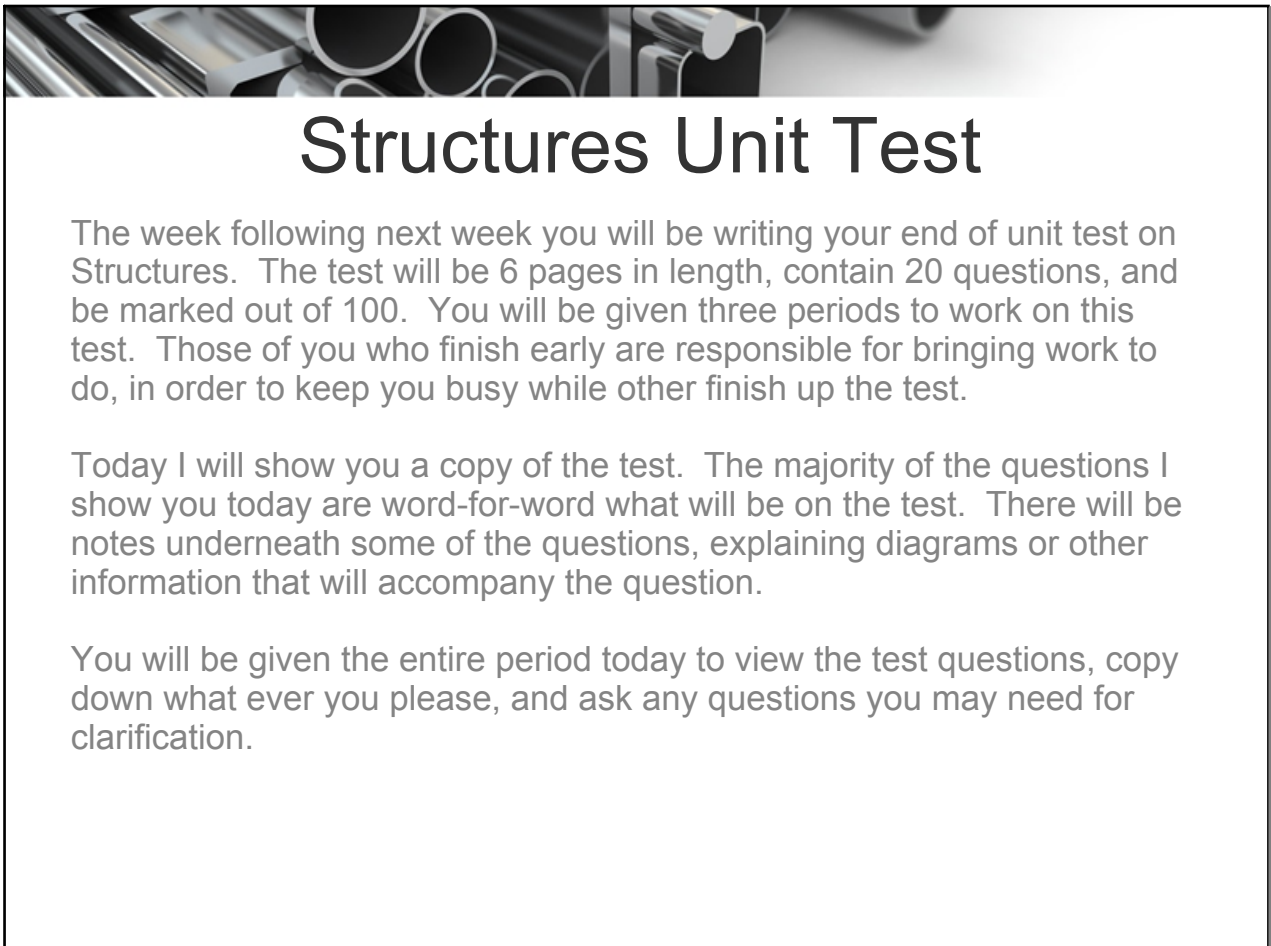 Structures Unit Test
The week following next week you will be writing your end of unit test on
Structures.  The test will be 6 pages in length, contain 20 questions, and
be marked out of 100.  You will be given three periods to work on this
test.  Those of you who finish early are responsible for bringing work to
do, in order to keep you busy while other finish up the test.
Today I will show you a copy of the test.  The majority of the questions I
show you today are word-for-word what will be on the test.  There will be
notes underneath some of the questions, explaining diagrams or other
information that will accompany the question.
You will be given the entire period today to view the test questions, copy
down what ever you please, and ask any questions you may need for
clarification.